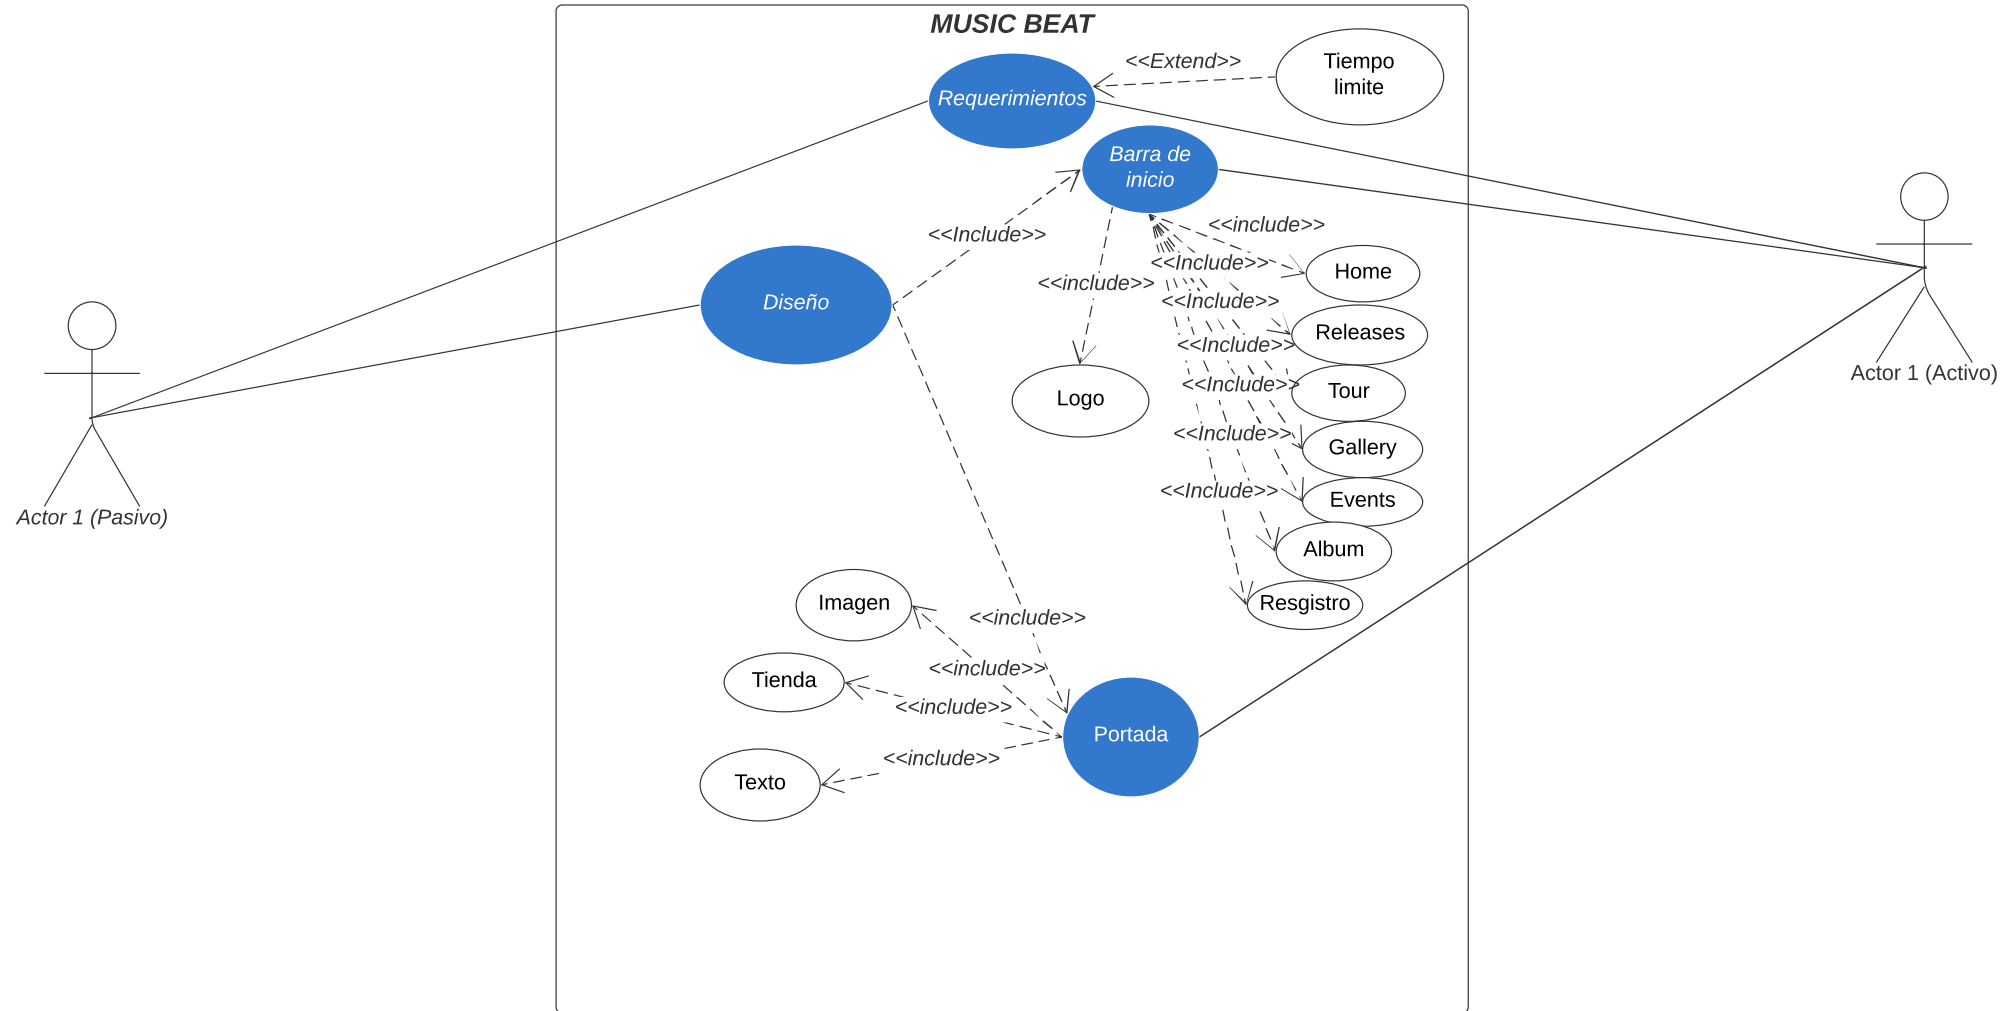 MUSIC BEAT
<<Extend>>
Tiempo
limite
Requerimientos
Barra de
inicio
<<Include>>
<<include>>
<<Include>>
Home
<<include>>
<<Include>>
Diseño
Releases
<<Include>>
Actor 1 (Activo)
<<Include>>
Tour
Logo
<<Include>>
Gallery
<<Include>>
Events
Actor 1 (Pasivo)
Album
Imagen
Resgistro
<<include>>
<<include>>
Tienda
<<include>>
Portada
<<include>>
Texto